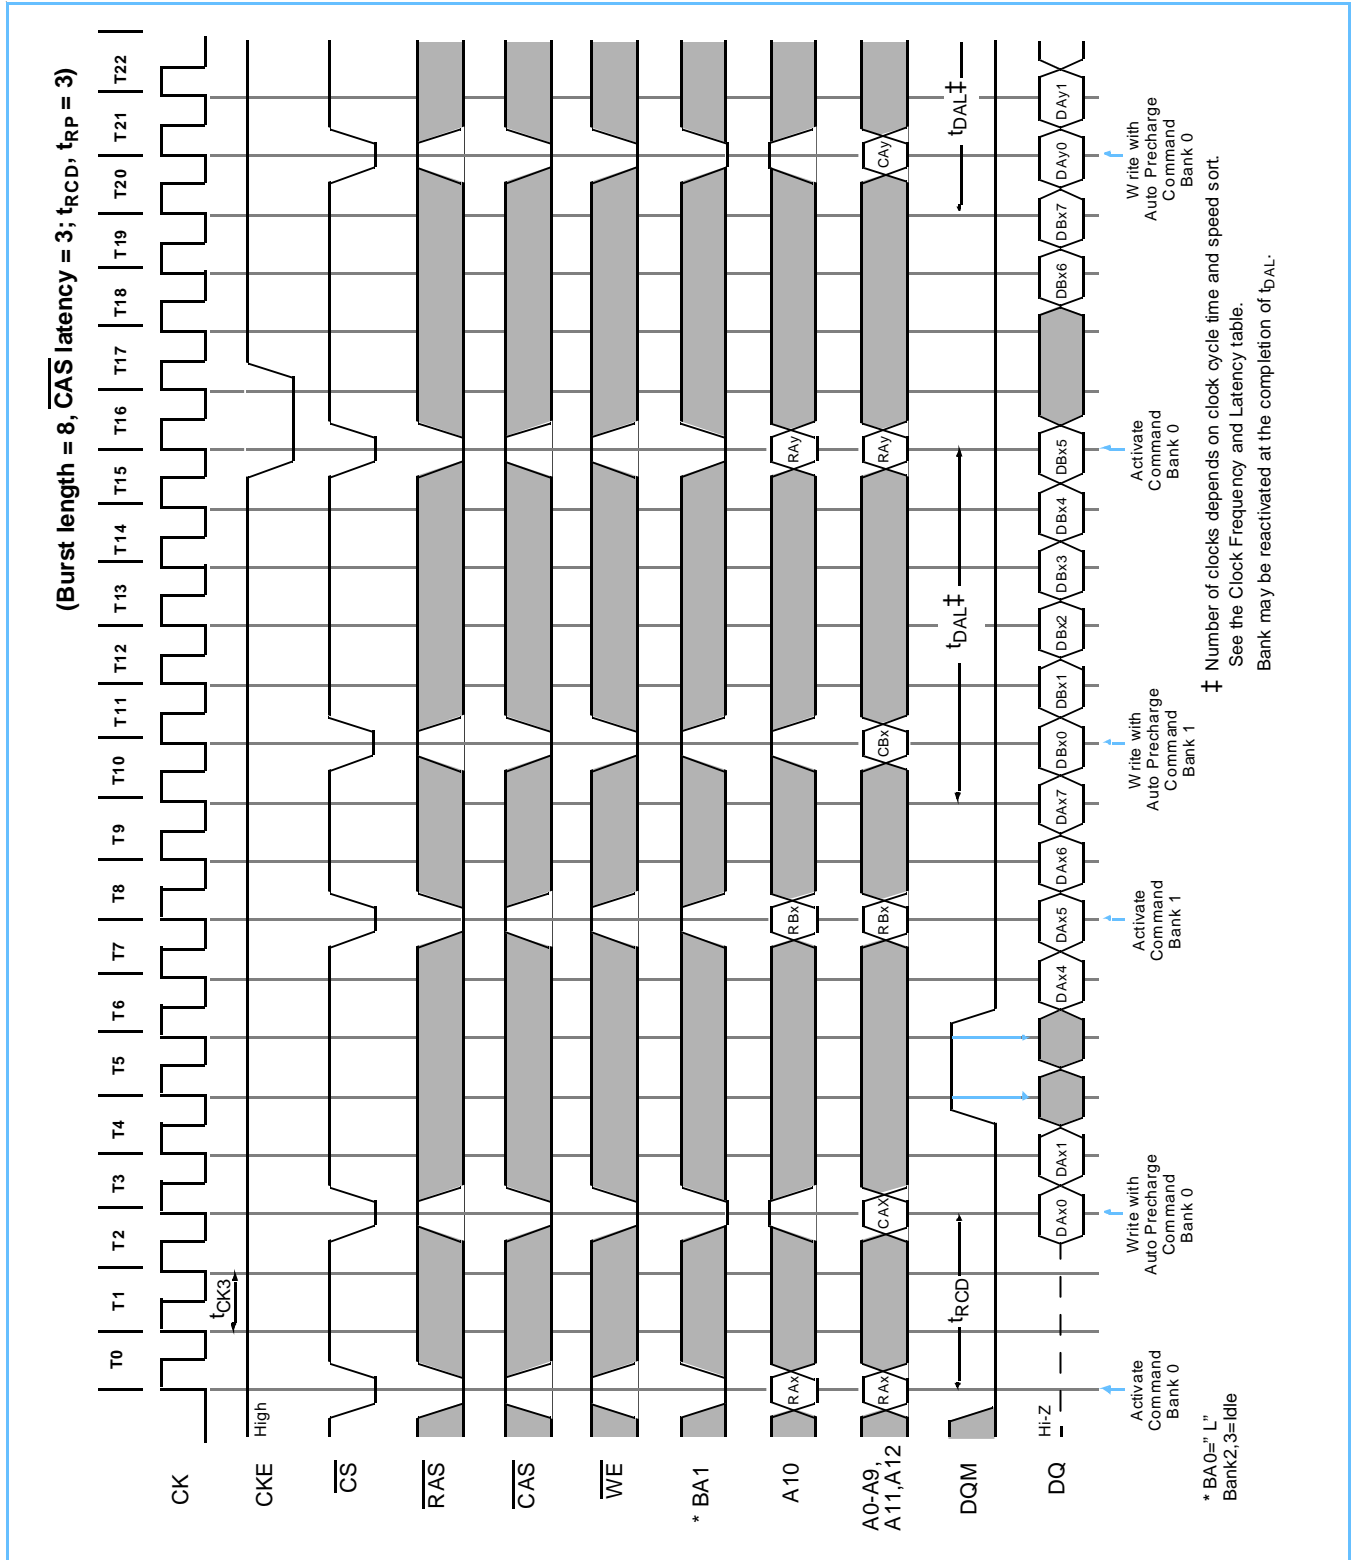 (Burst length = 8, CAS latency = 3; tRCD, tRP = 3)
T0 T1 T2 T3 T4 T5 T6 T7 T8 T9 T10 T11 T12 T13 T14 T15 T16 T17 T18 T19 T20 T21 T22
CK
tCK3
CKE
High
CS
RAS
CAS
WE
* BA1
A10
RAx RBx RAy
A0-A9,
A11,A12
RAx CAX RBx CBx RAy CAy
DQM
tRCD tDAL‡ tDAL‡
DQ
Hi-Z
DAx0 DAx1 DAx4 DAx5 DAx6 DAx7 DBx0 DBx1 DBx2 DBx3 DBx4 DBx5 DBx6 DBx7 DAy0 DAy1
Activate
Command
Bank 0
Write with
Auto Precharge
Command
Bank 0
Activate
Command
Bank 1
Write with
Auto Precharge
Command
Bank 1
Activate
Command
Bank 0
Write with
Auto Precharge
Command
Bank 0
* BA0=" L"
Bank2,3=Idle
‡ Number of clocks depends on clock cycle time and speed sort.
See the Clock Frequency and Latency table.
Bank may be reactivated at the completion of tDAL.